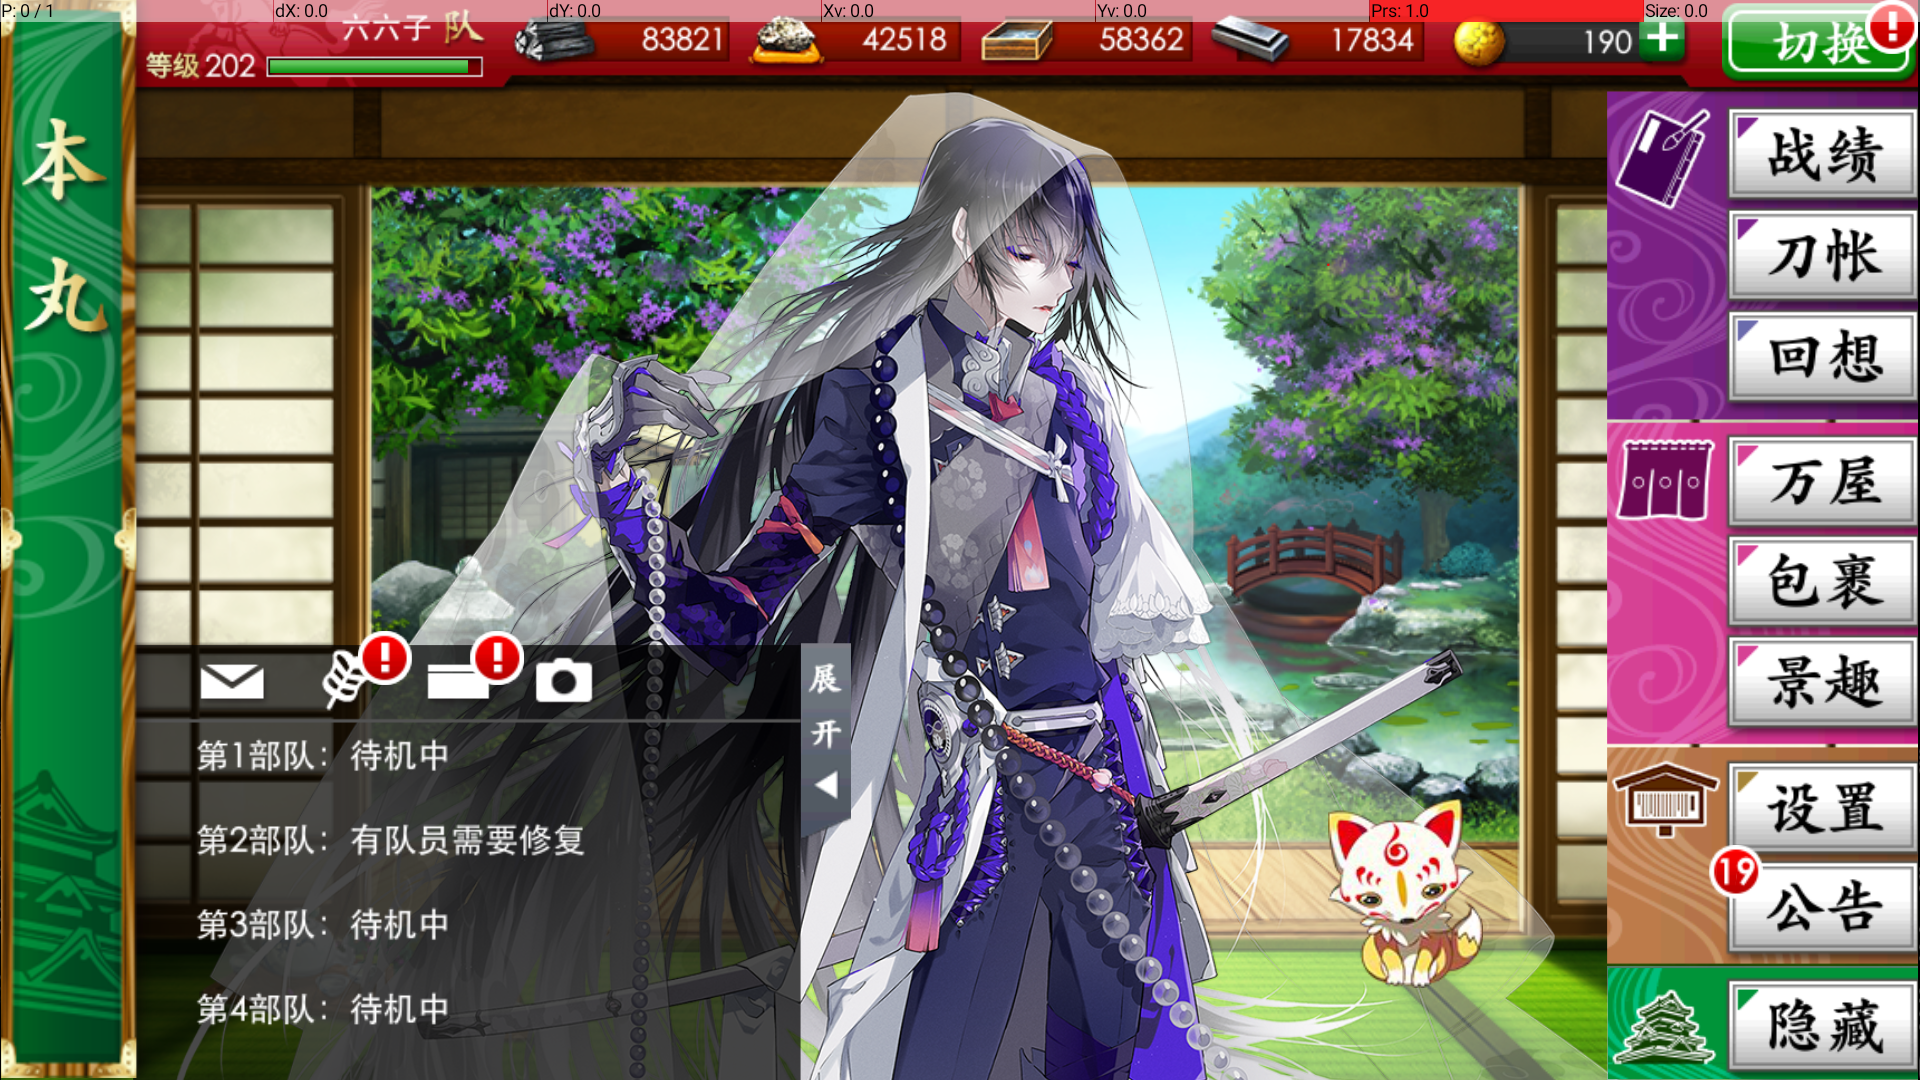 P: 0 / 1 dX: 0.0 dY: 0.0 Xv: 0.0 Yv: 0.0 Prs: 1.0 Size: 0.0
六六子 队
等级 202
83821
42518
58362
17834
190
切换
本丸
战绩
刀帐
回想
万屋
包裹
景趣
设置
19
公告
隐藏
展开
第1部队：待机中
第2部队：有队员需要修复
第3部队：待机中
第4部队：待机中